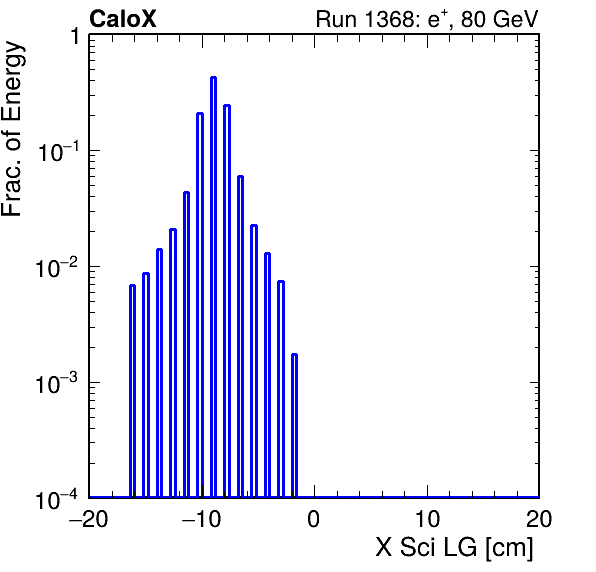 CaloX Run 1368: e⁺, 80 GeV
Frac. of Energy
1
10⁻¹
10⁻²
10⁻³
10⁻⁴
−20 −10 0 10 20
X Sci LG [cm]